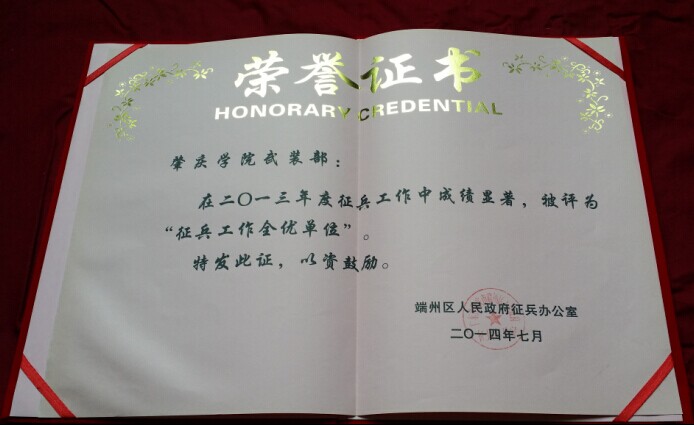 荣誉证书
HONORARY CREDENTIAL
肇庆学院武装部：
在二〇一三年度征兵工作中成绩显著，被评为
“征兵工作全优单位”。
特发此证，以资鼓励。
端州区人民政府征兵办公室
二〇一四年七月